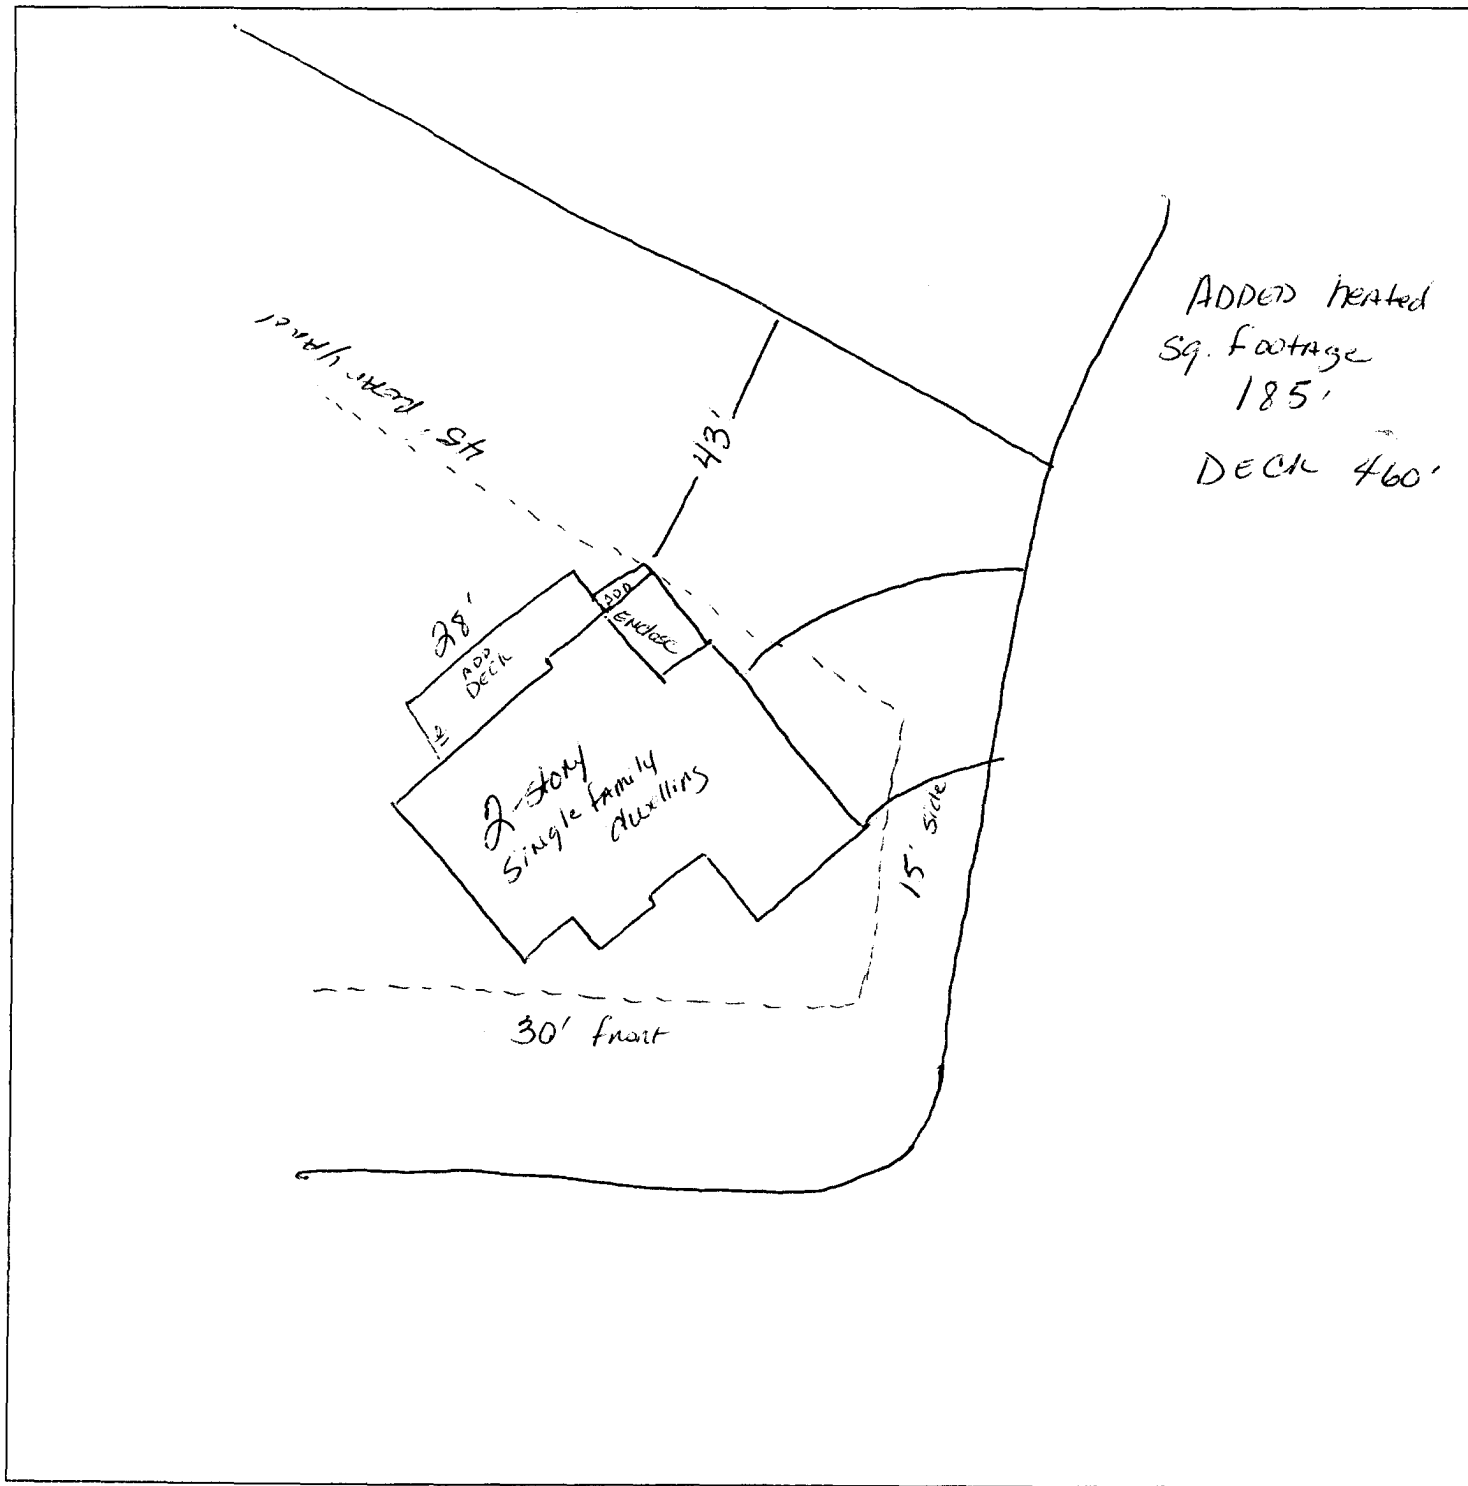 ADDED heated
sq. footage
185'
DECK 460'
45' REAR YARD
43'
28'
ADD
DECK
12
ADD
ENclose
2-story
Single family
dwelling
15' side
30' front